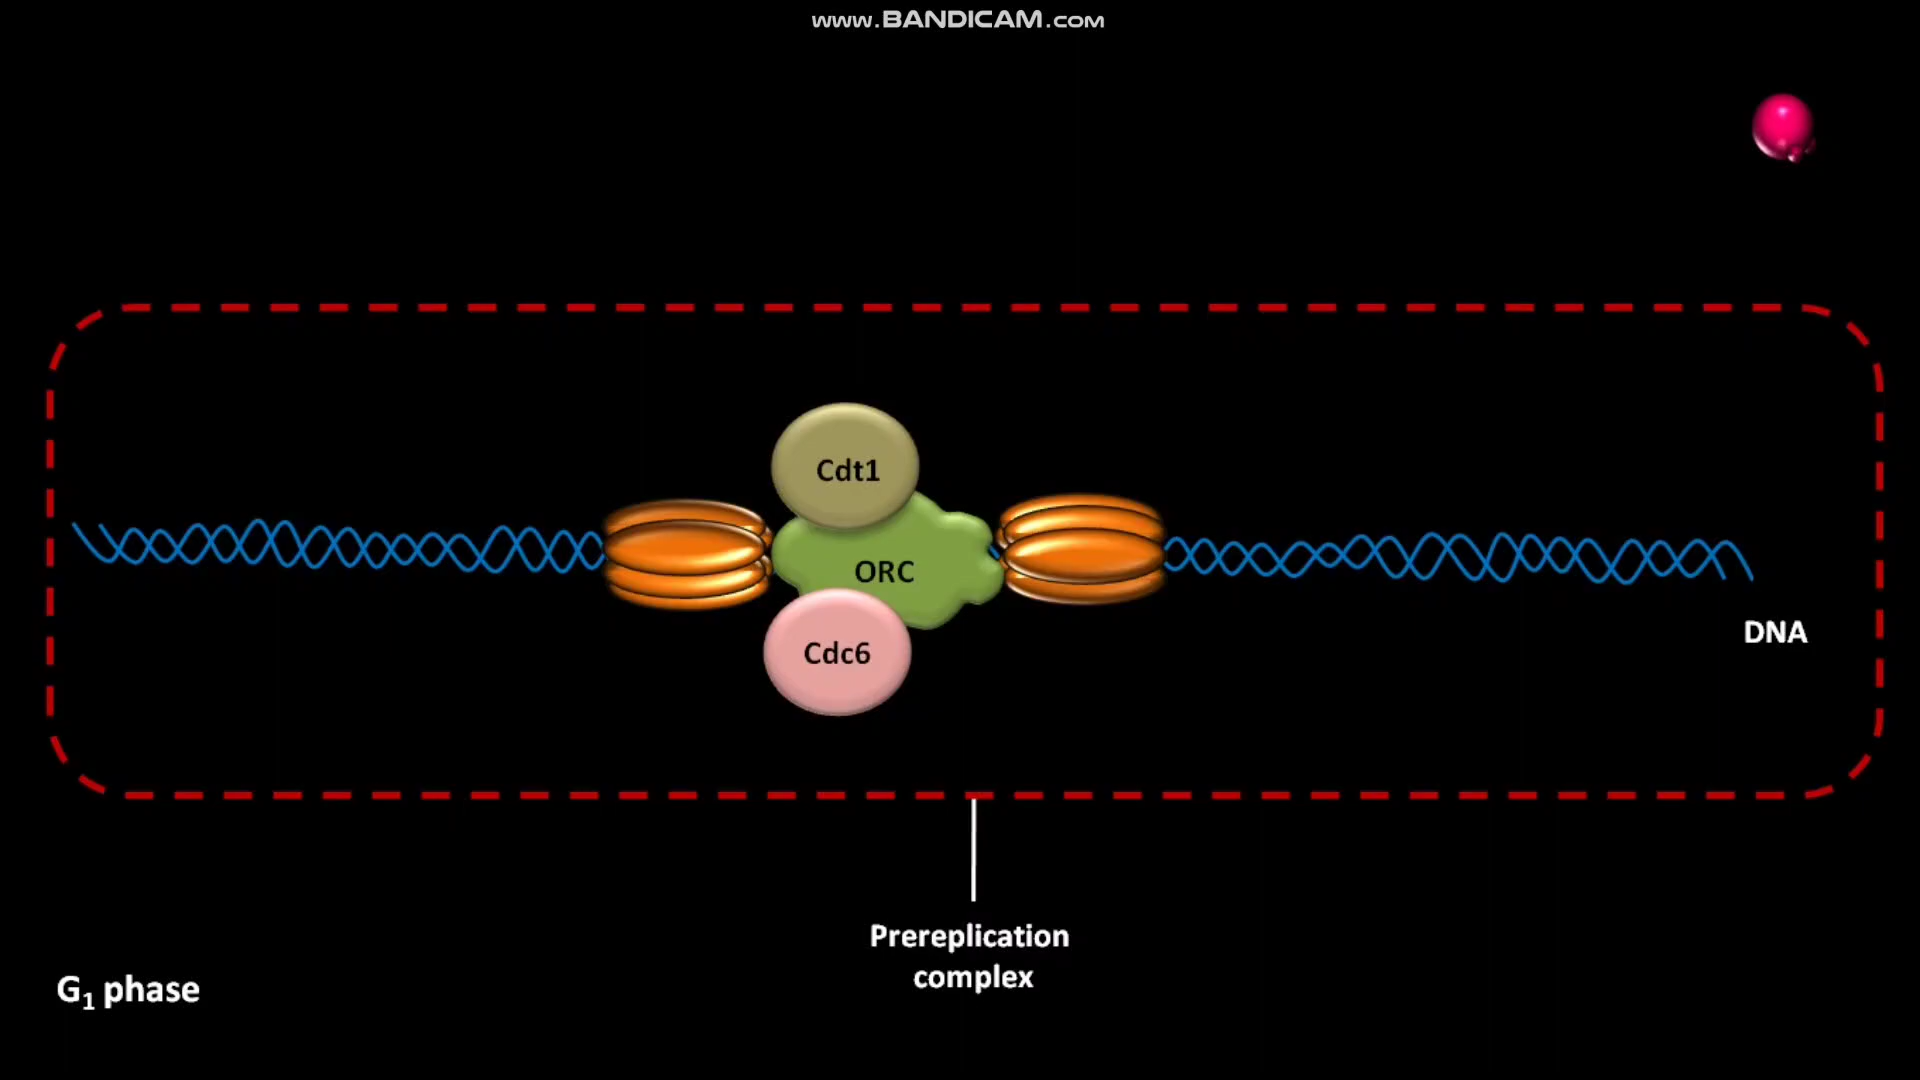 www.BANDICAM.com
Cdt1
ORC
Cdc6
DNA
Prereplication
complex
G₁ phase